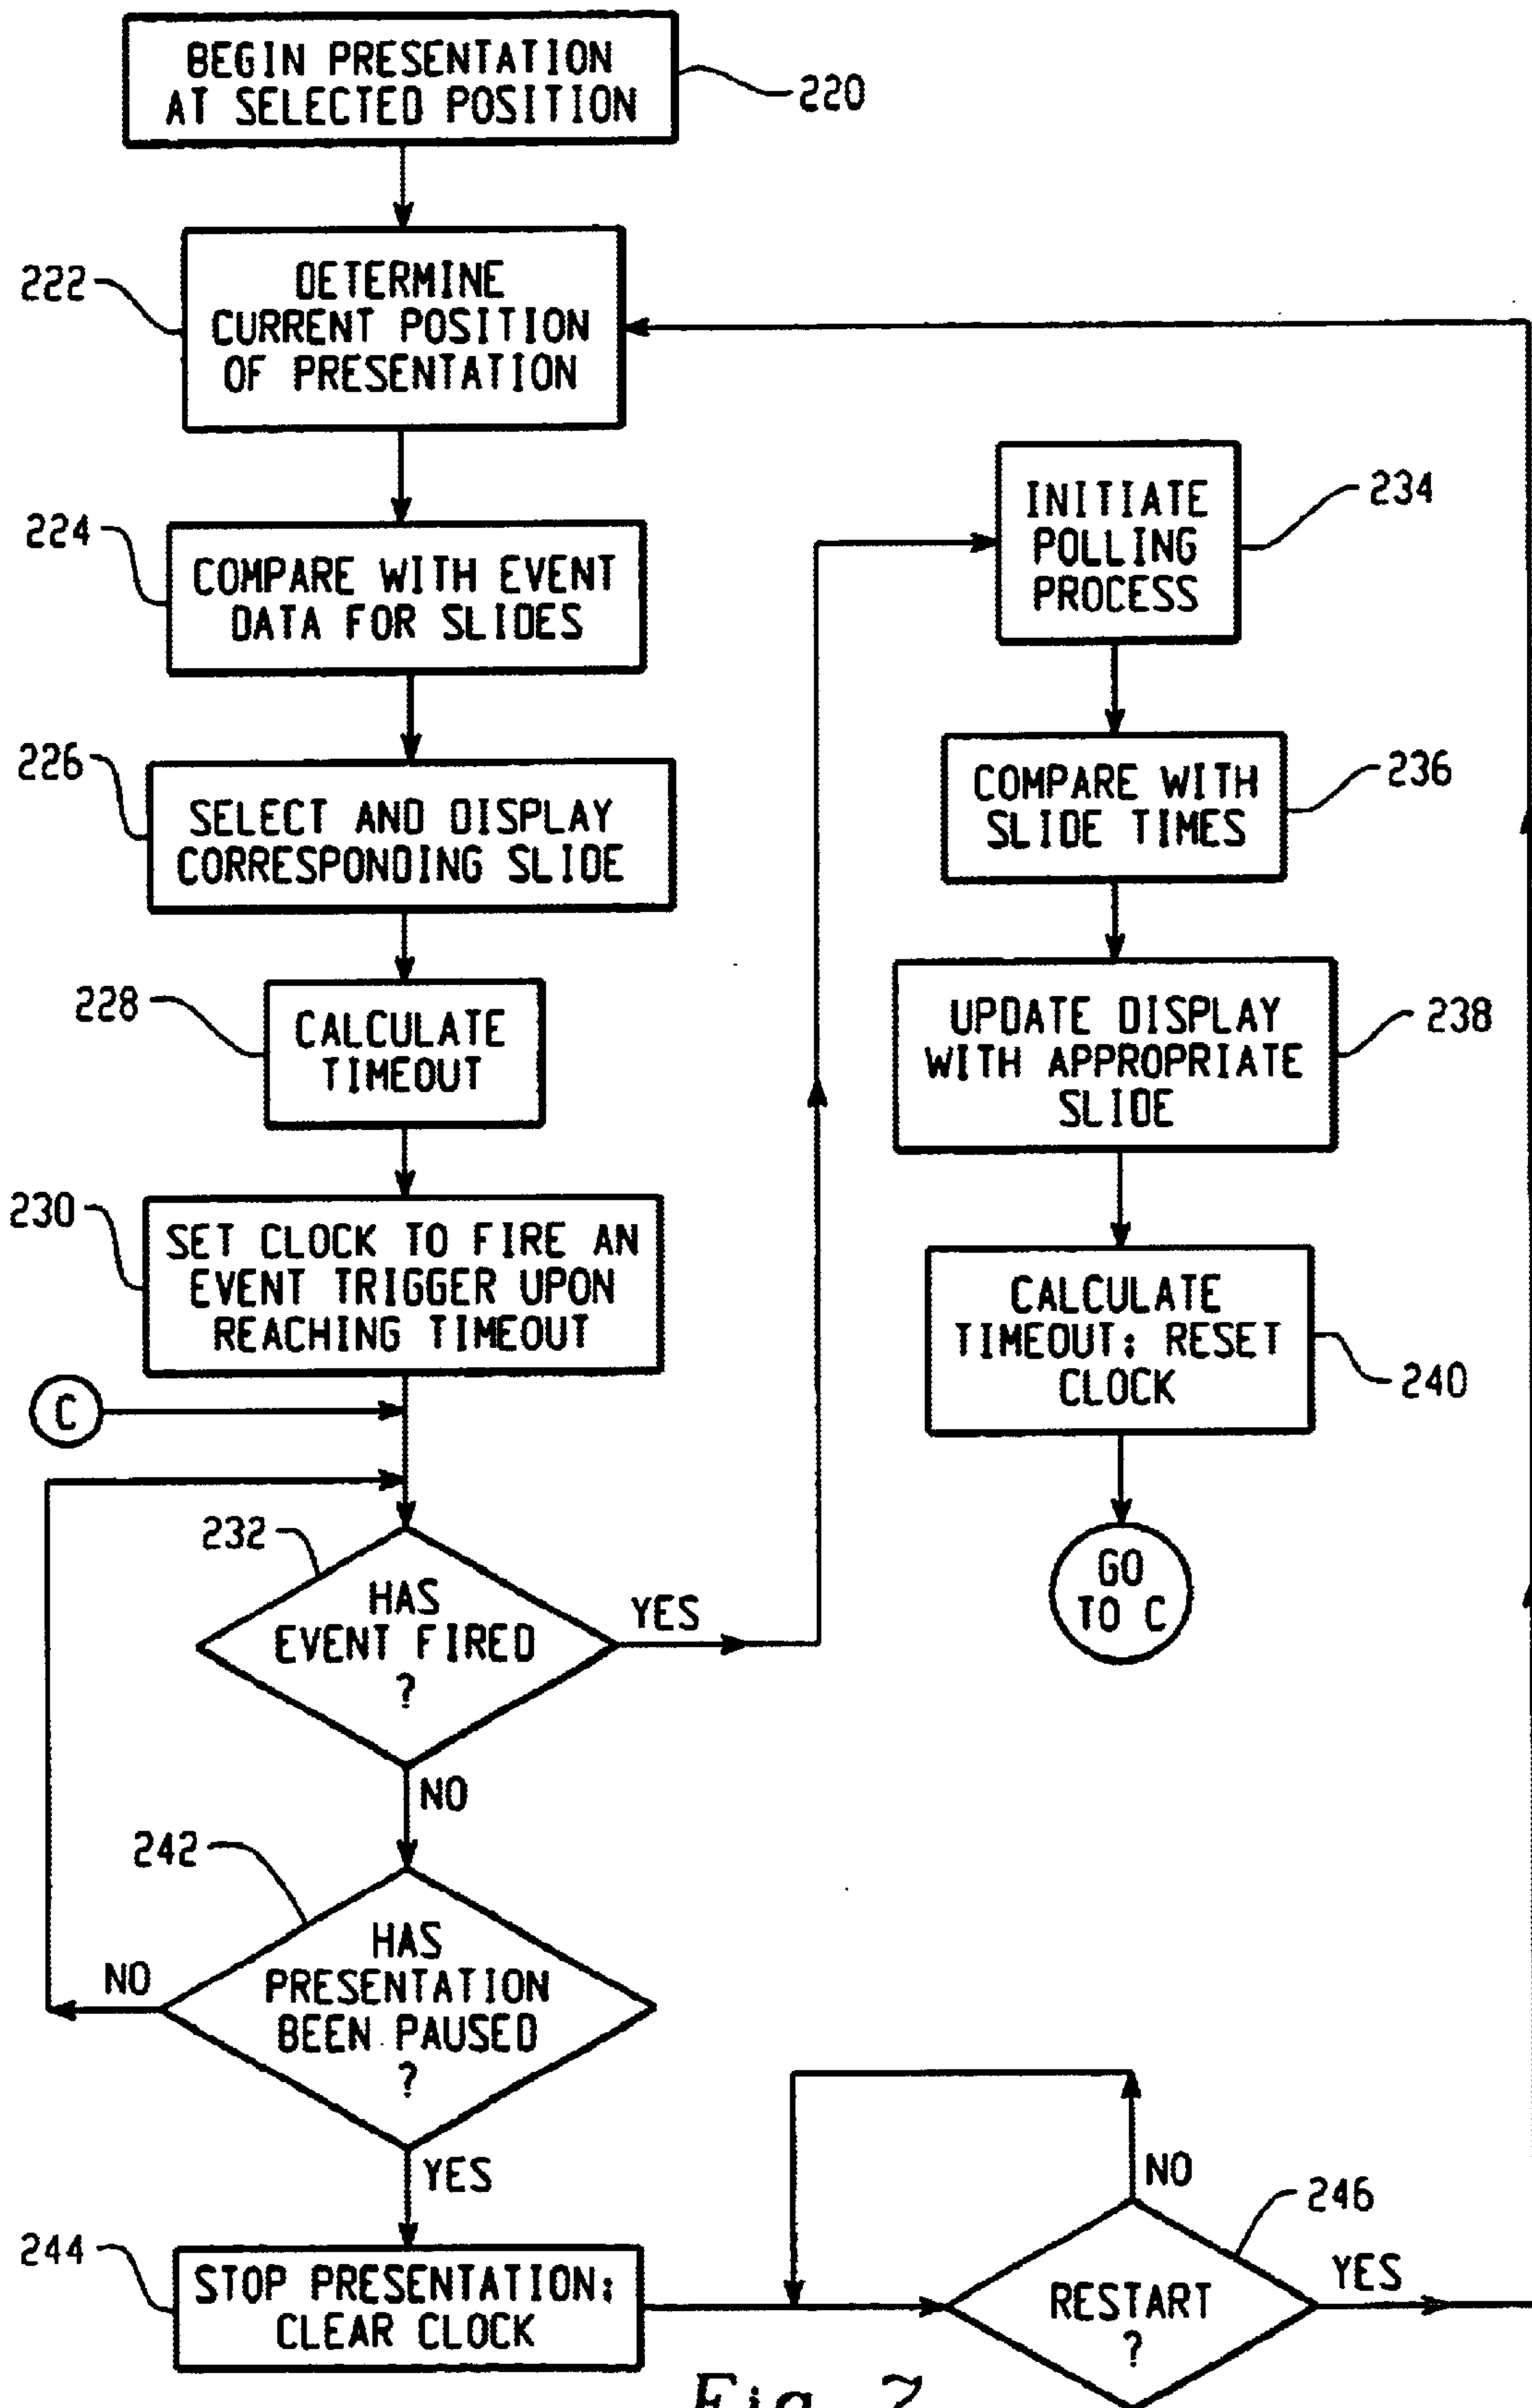 BEGIN PRESENTATION
AT SELECTED POSITION
220
222
DETERMINE
CURRENT POSITION
OF PRESENTATION
224
COMPARE WITH EVENT
DATA FOR SLIDES
226
SELECT AND DISPLAY
CORRESPONDING SLIDE
228
CALCULATE
TIMEOUT
230
SET CLOCK TO FIRE AN
EVENT TRIGGER UPON
REACHING TIMEOUT
C
232
HAS
EVENT FIRED
?
YES
NO
234
INITIATE
POLLING
PROCESS
236
COMPARE WITH
SLIDE TIMES
238
UPDATE DISPLAY
WITH APPROPRIATE
SLIDE
240
CALCULATE
TIMEOUT; RESET
CLOCK
GO
TO C
242
HAS
PRESENTATION
BEEN PAUSED
?
NO
YES
244
STOP PRESENTATION;
CLEAR CLOCK
246
RESTART
?
NO
YES
Fig. 7